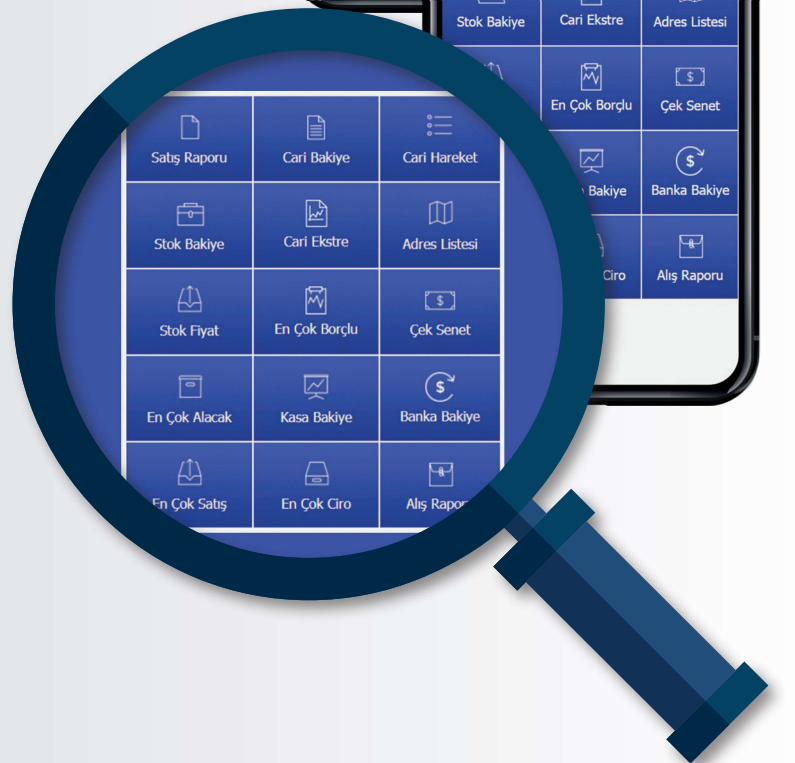 Stok Bakiye Cari Ekstre Adres Listesi
En Çok Borçlu Çek Senet
Bakiye Banka Bakiye
Ciro Alış Raporu
Satış Raporu Cari Bakiye Cari Hareket
Stok Bakiye Cari Ekstre Adres Listesi
Stok Fiyat En Çok Borçlu Çek Senet
En Çok Alacak Kasa Bakiye Banka Bakiye
En Çok Satış En Çok Ciro Alış Rapor